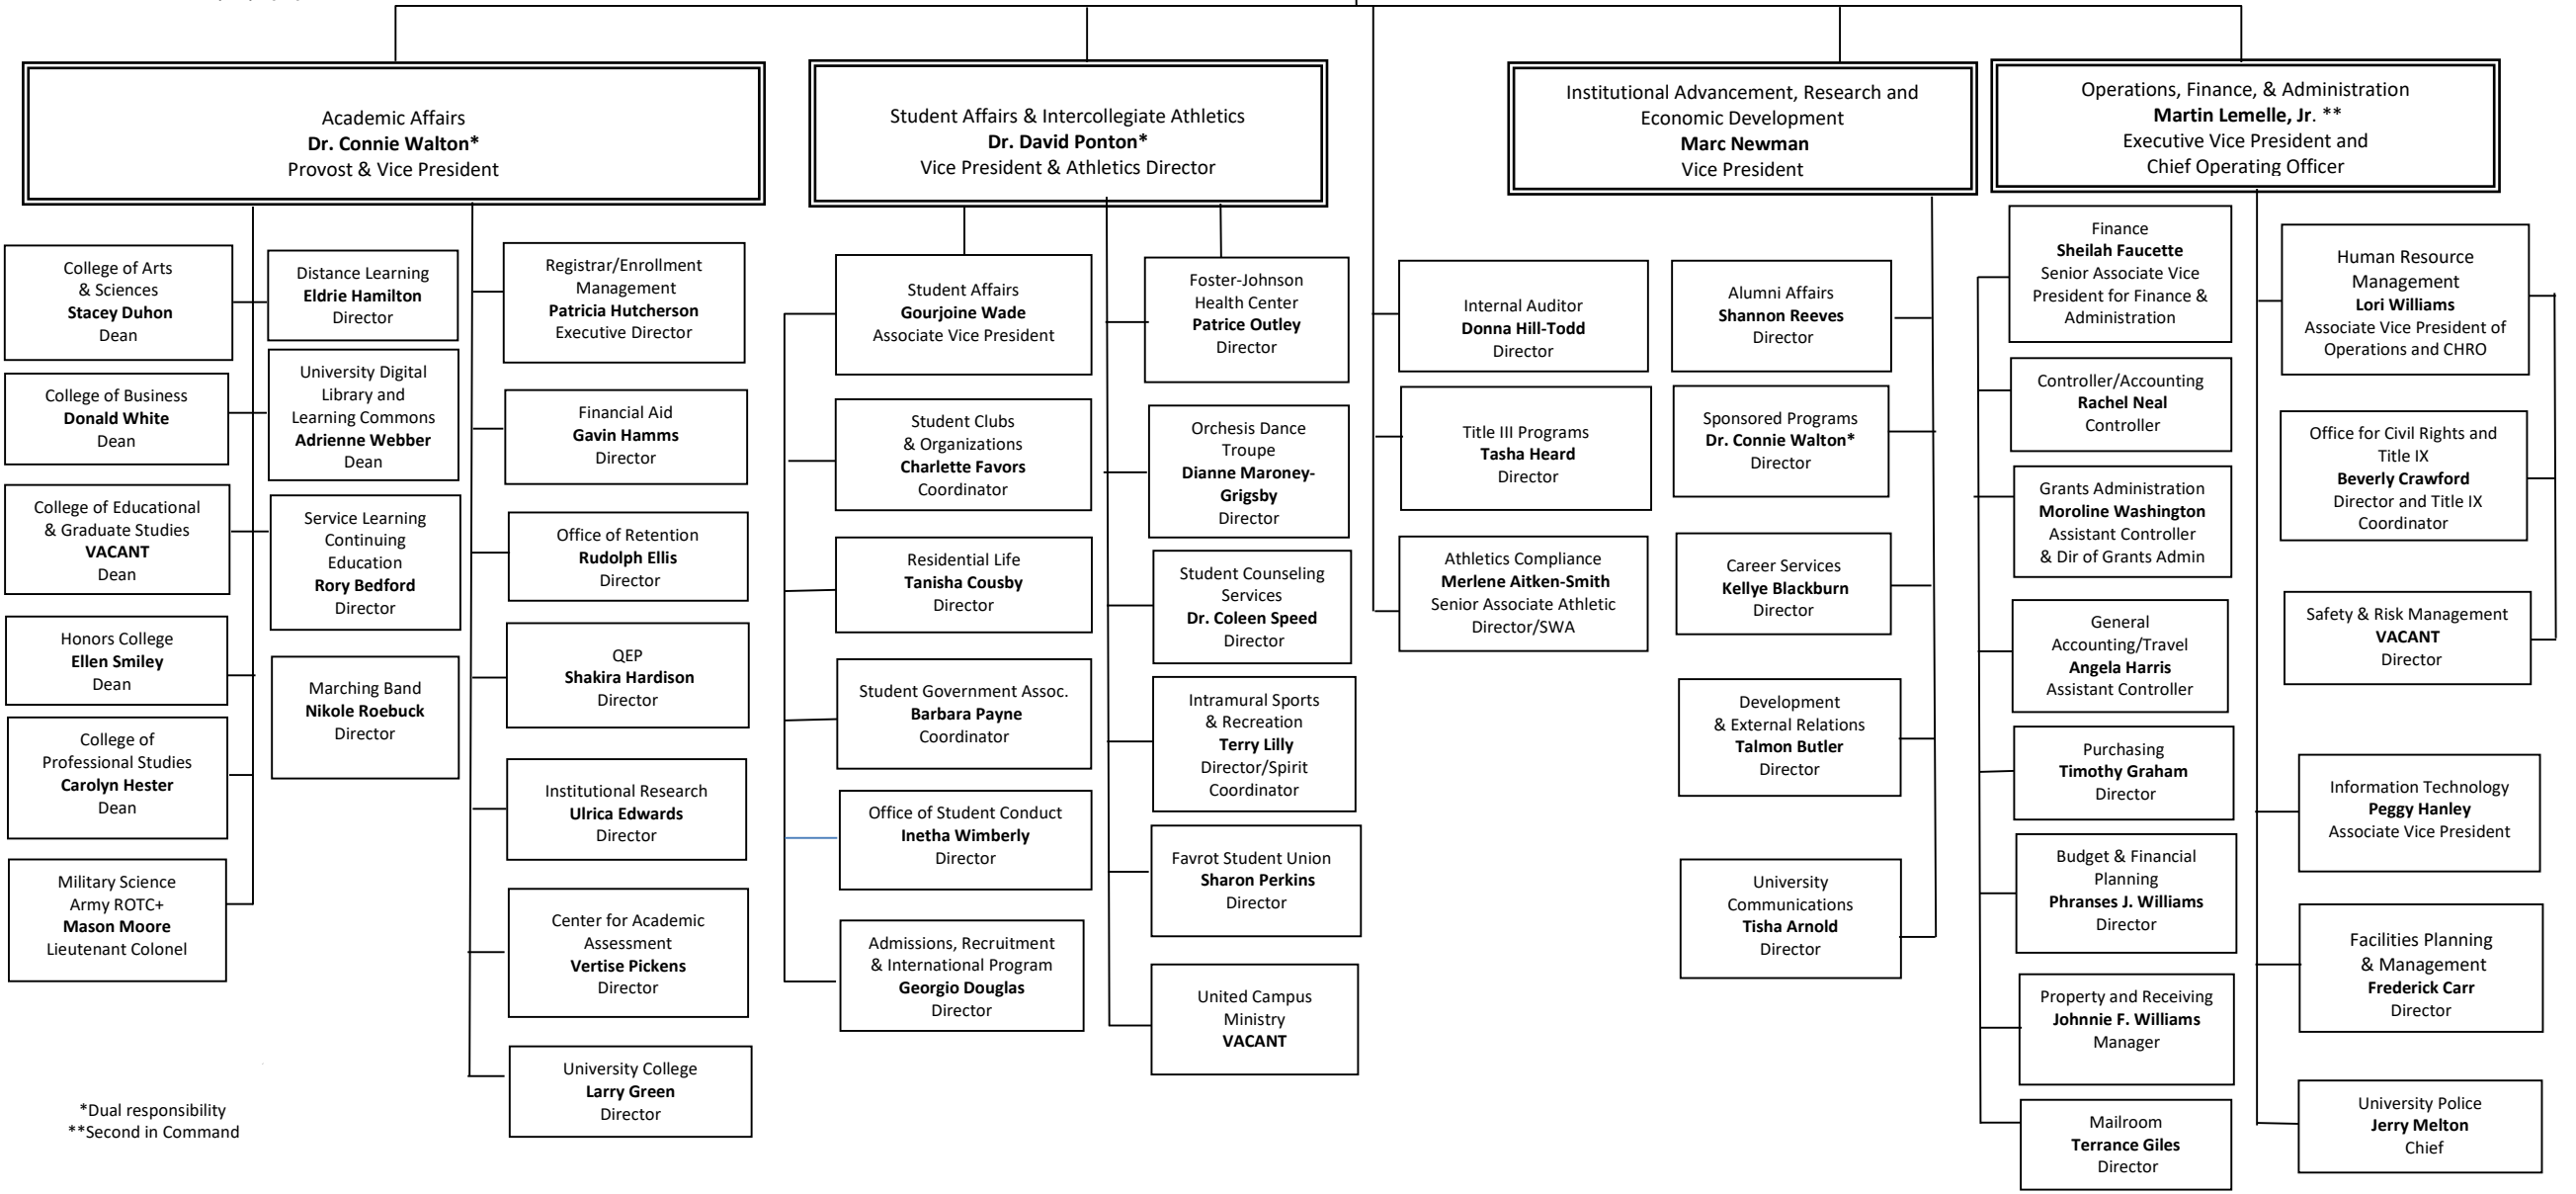 Academic Affairs
Dr. Connie Walton*
Provost & Vice President
Student Affairs & Intercollegiate Athletics
Dr. David Ponton*
Vice President & Athletics Director
Institutional Advancement, Research and
Economic Development
Marc Newman
Vice President
Operations, Finance, & Administration
Martin Lemelle, Jr. **
Executive Vice President and
Chief Operating Officer
College of Arts
& Sciences
Stacey Duhon
Dean
College of Business
Donald White
Dean
College of Educational
& Graduate Studies
VACANT
Dean
Honors College
Ellen Smiley
Dean
College of
Professional Studies
Carolyn Hester
Dean
Military Science
Army ROTC+
Mason Moore
Lieutenant Colonel
Distance Learning
Eldrie Hamilton
Director
University Digital
Library and
Learning Commons
Adrienne Webber
Dean
Service Learning
Continuing
Education
Rory Bedford
Director
Marching Band
Nikole Roebuck
Director
Registrar/Enrollment
Management
Patricia Hutcherson
Executive Director
Financial Aid
Gavin Hamms
Director
Office of Retention
Rudolph Ellis
Director
QEP
Shakira Hardison
Director
Institutional Research
Ulrica Edwards
Director
Center for Academic
Assessment
Vertise Pickens
Director
University College
Larry Green
Director
Student Affairs
Gourjoine Wade
Associate Vice President
Student Clubs
& Organizations
Charlette Favors
Coordinator
Residential Life
Tanisha Cousby
Director
Student Government Assoc.
Barbara Payne
Coordinator
Office of Student Conduct
Inetha Wimberly
Director
Admissions, Recruitment
& International Program
Georgio Douglas
Director
Foster-Johnson
Health Center
Patrice Outley
Director
Orchesis Dance
Troupe
Dianne Maroney-
Grigsby
Director
Student Counseling
Services
Dr. Coleen Speed
Director
Intramural Sports
& Recreation
Terry Lilly
Director/Spirit
Coordinator
Favrot Student Union
Sharon Perkins
Director
United Campus
Ministry
VACANT
Internal Auditor
Donna Hill-Todd
Director
Title III Programs
Tasha Heard
Director
Athletics Compliance
Merlene Aitken-Smith
Senior Associate Athletic
Director/SWA
Alumni Affairs
Shannon Reeves
Director
Sponsored Programs
Dr. Connie Walton*
Director
Career Services
Kellye Blackburn
Director
Development
& External Relations
Talmon Butler
Director
University
Communications
Tisha Arnold
Director
Finance
Sheilah Faucette
Senior Associate Vice
President for Finance &
Administration
Controller/Accounting
Rachel Neal
Controller
Grants Administration
Moroline Washington
Assistant Controller
& Dir of Grants Admin
General
Accounting/Travel
Angela Harris
Assistant Controller
Purchasing
Timothy Graham
Director
Budget & Financial
Planning
Phranses J. Williams
Director
Property and Receiving
Johnnie F. Williams
Manager
Mailroom
Terrance Giles
Director
Human Resource
Management
Lori Williams
Associate Vice President of
Operations and CHRO
Office for Civil Rights and
Title IX
Beverly Crawford
Director and Title IX
Coordinator
Safety & Risk Management
VACANT
Director
Information Technology
Peggy Hanley
Associate Vice President
Facilities Planning
& Management
Frederick Carr
Director
University Police
Jerry Melton
Chief
*Dual responsibility
**Second in Command